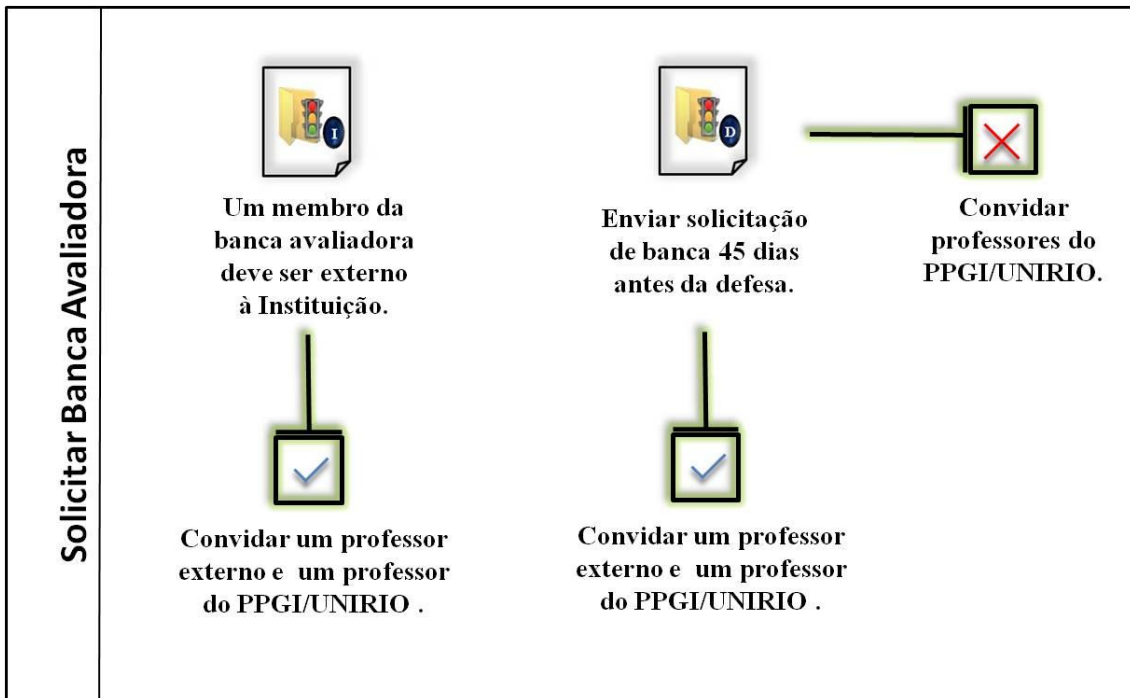 Solicitar Banca Avaliadora
I
Um membro da
banca avaliadora
deve ser externo
à Instituição.
D
Enviar solicitação
de banca 45 dias
antes da defesa.
Convidar
professores do
PPGI/UNIRIO.
Convidar um professor
externo e  um professor
do PPGI/UNIRIO .
Convidar um professor
externo e  um professor
do PPGI/UNIRIO .